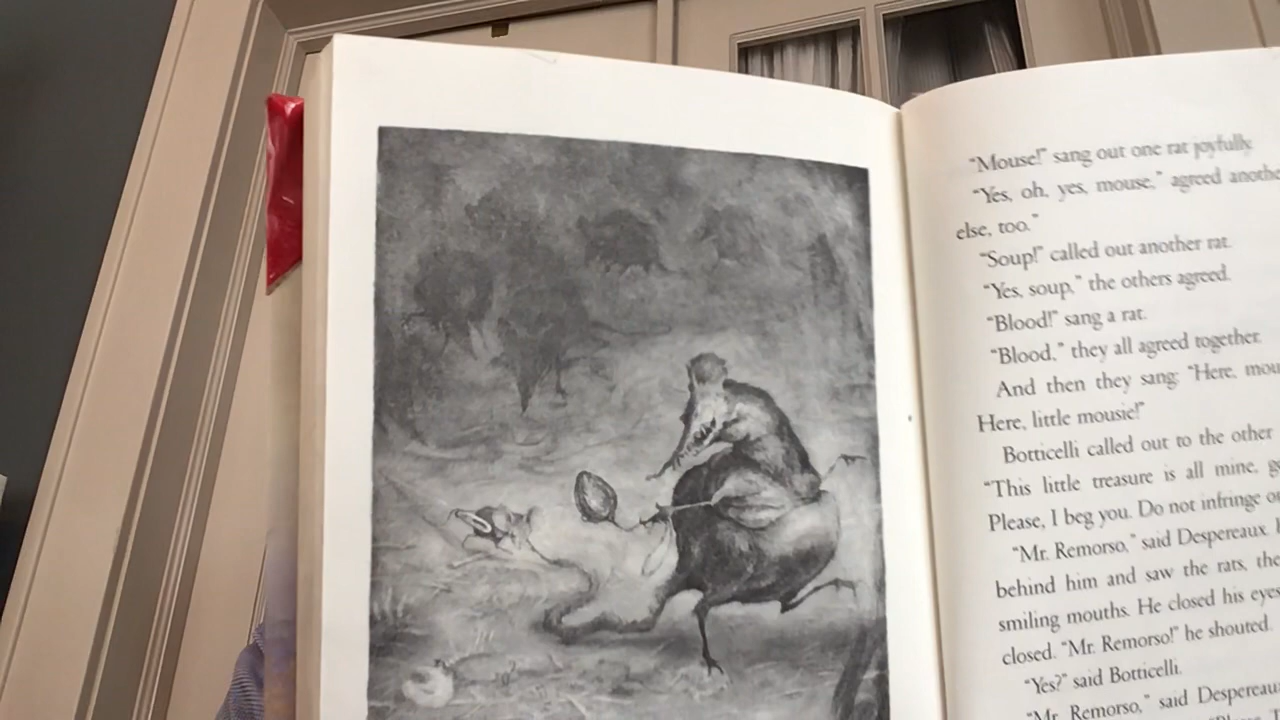 “Mouse!” sang out one rat joyfully.
“Yes, oh, yes, mouse,” agreed
else, too.”
“Soup!” called out another rat.
“Yes, soup,” the others agreed.
“Blood!” sang a rat.
“Blood,” they all agreed together.
And then they sang: “Here,
Here, little mousie!”
Botticelli called out to the other
“This little treasure is all mine,
Please, I beg you. Do not infringe
“Mr. Remorso,” said Despereaux.
behind him and saw the rats,
smiling mouths. He closed his eyes
closed. “Mr. Remorso!” he shouted.
“Yes?” said Botticelli.
“Mr. Remorso,” said